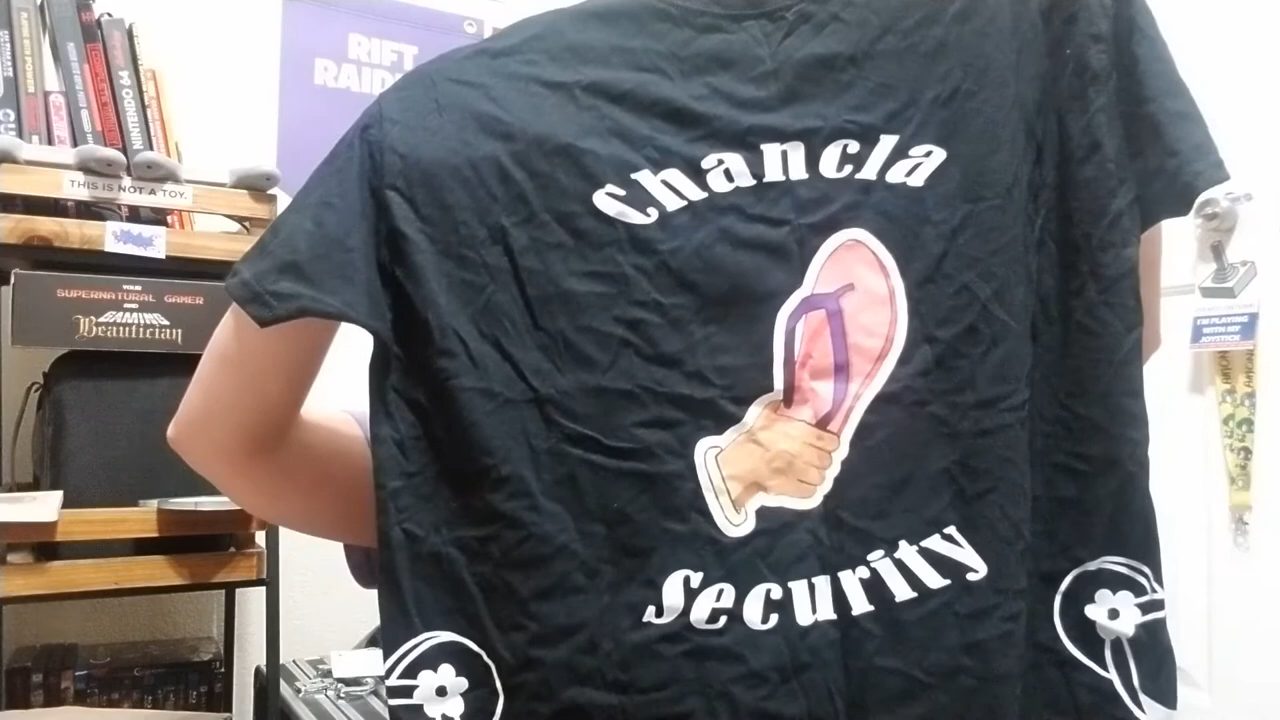 RIFT
RAID
NINTENDO 64
THIS IS NOT A TOY.
YOUR
SUPERNATURAL GAMER
AND
GAMING
Beautician
Chancla
Security
I'M PLAYING
WITH MY
JOYSTICK